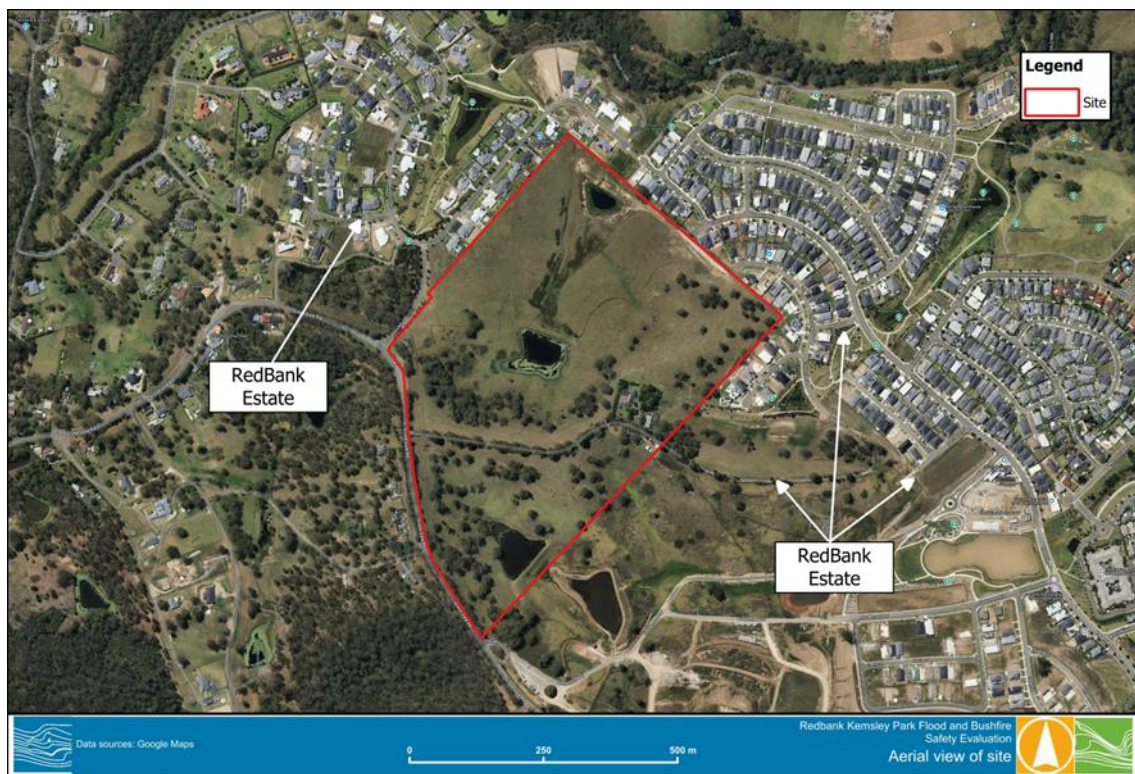 Legend
Site
RedBank
Estate
RedBank
Estate
Data sources: Google Maps
0 250 500 m
Redbank Kemsley Park Flood and Bushfire
Safety Evaluation
Aerial view of site